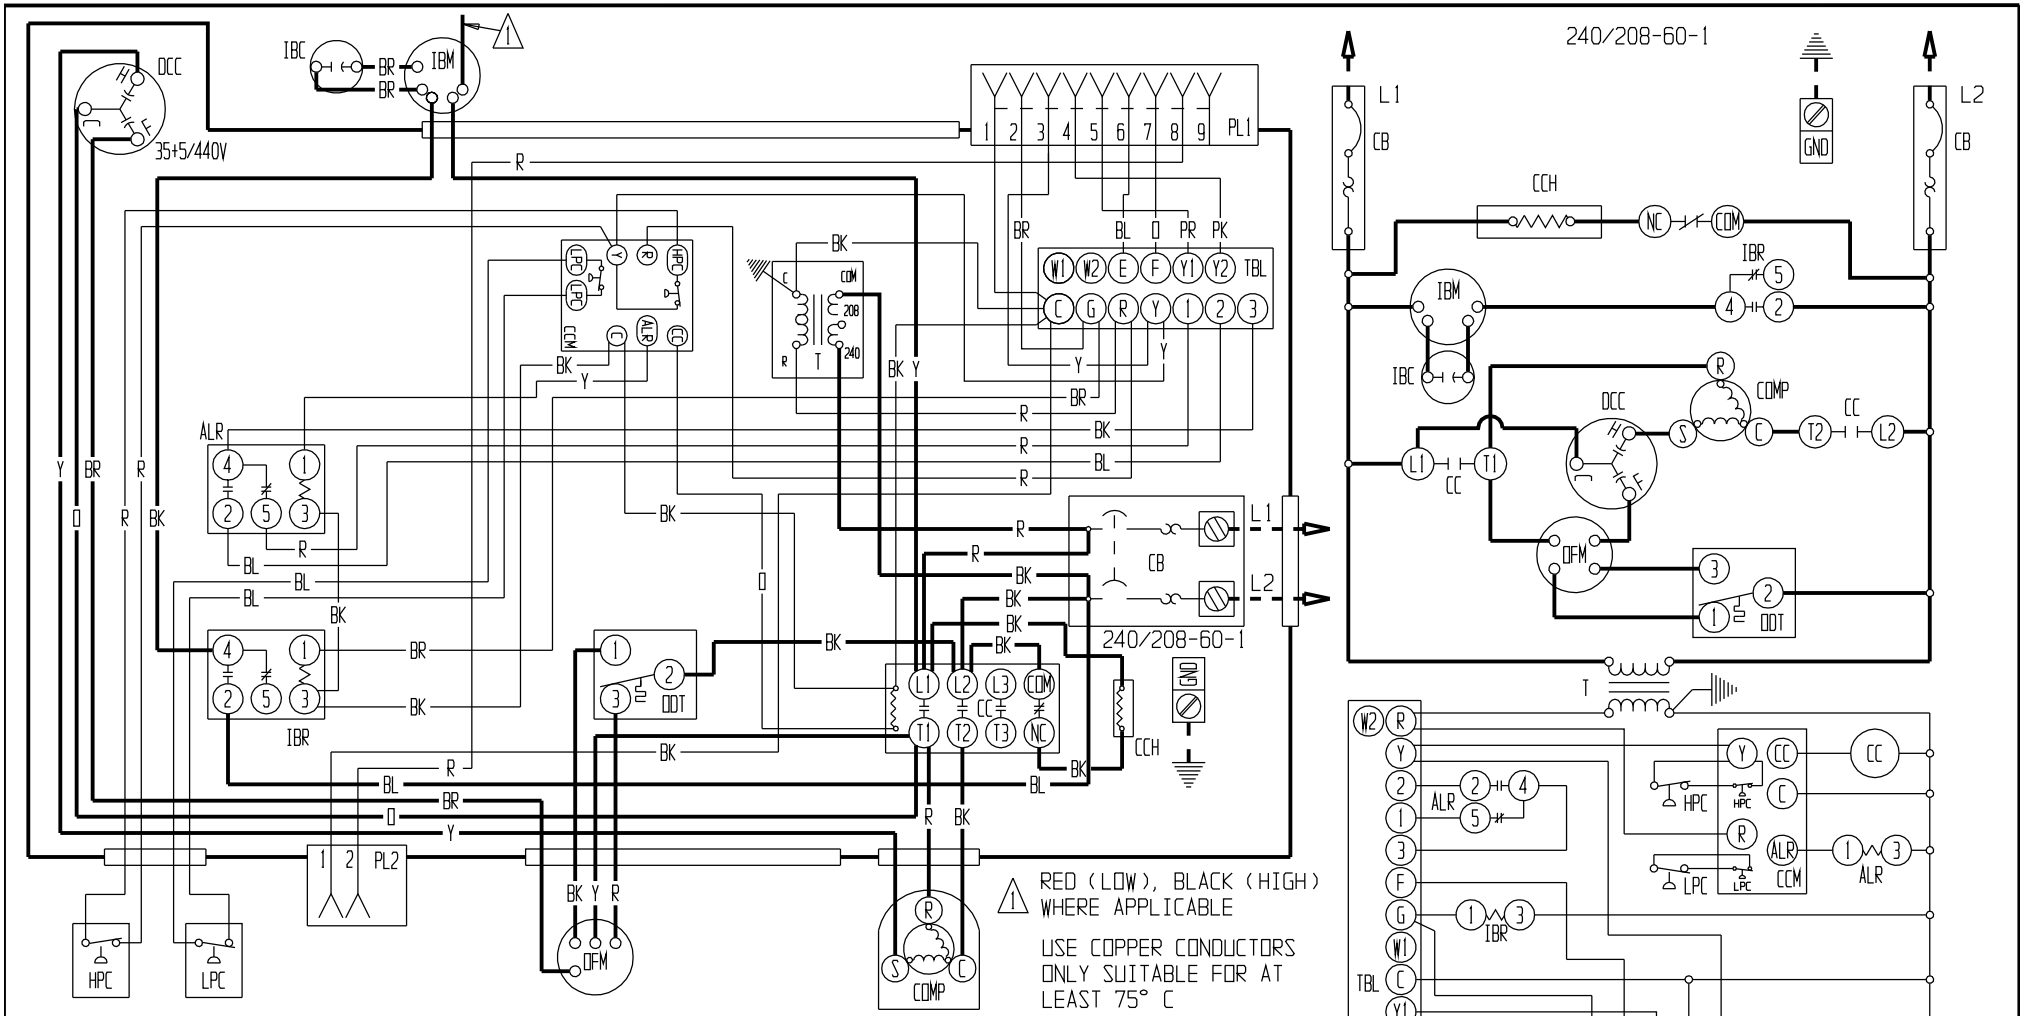 240/208-60-1
IBC
BR
BR
IBM
1
DCC
H
C
F
35+5/440V
L1
CB
GND
L2
CB
1 2 3 4 5 6 7 8 9 PL1
R
BR BL O PR PK
CCH
NC COM
LPC
LPC
Y R HPC
CCM
C ALR CC
BK
C COM
208
240
R T
W1 W2 E F Y1 Y2 TBL
C G R Y 1 2 3
IBR
5
4 2
IBM
IBC
BK
Y
BK Y
Y
Y
BR
R
BK
R
BL
R
R
COMP
DCC
H
C
F
S C
CC
T2 L2
L1 T1
CC
ALR
4 1
2 5 3
Y BR O R R BK
R
BL
BL
BL
BK
BK
O
R
R
BK
BK
BK
BK
L1
L2
CB
240/208-60-1
OFM
3
2
1
ODT
4 1
2 5 3
IBR
BR
BK
1
2
3
ODT
BK
L1 L2 L3 COM
CC
T1 T2 T3 NC
CCH
GND
T
BK
R
BK
BL
BL
BR
O
Y
R BK
W2 R
Y
2
1
3
F
G
W1
TBL C
Y1
2 4
ALR
5
1 3
IBR
HPC
HPC
LPC
LPC
Y CC
C
R
ALR
CCM
CC
1 3
ALR
1 2 PL2
BK Y R
OFM
HPC
LPC
R
S C
COMP
1 RED (LOW), BLACK (HIGH)
WHERE APPLICABLE
USE COPPER CONDUCTORS
ONLY SUITABLE FOR AT
LEAST 75° C